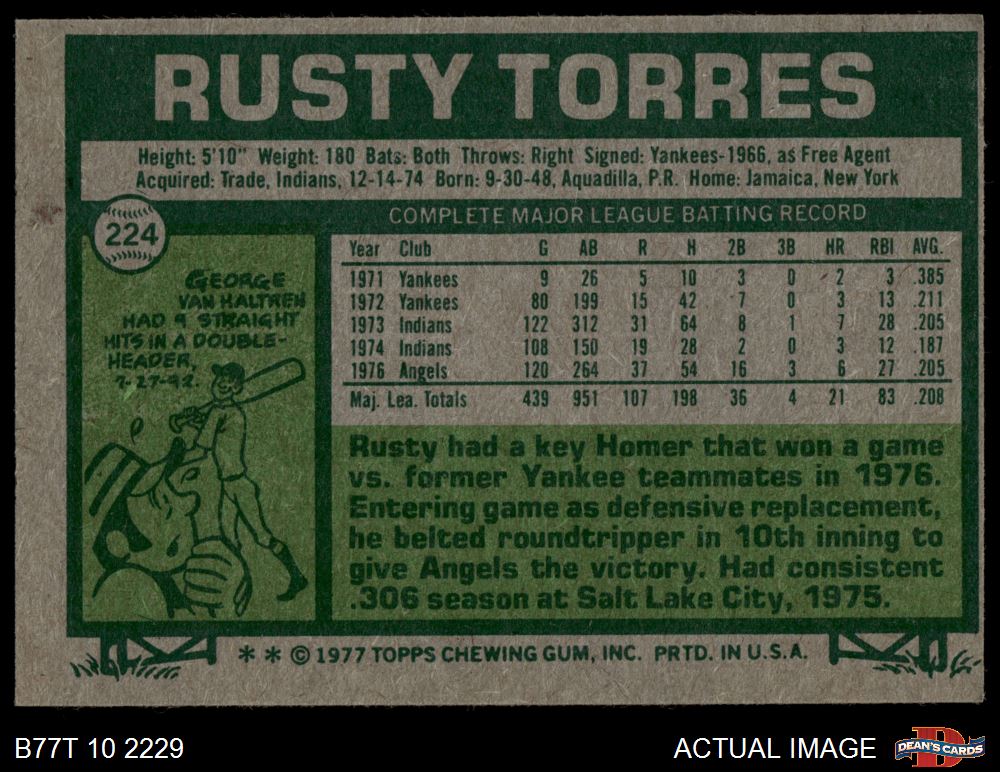 RUSTY TORRES
Height: 5'10" Weight: 180 Bats: Both Throws: Right Signed: Yankees-1966, as Free Agent
Acquired: Trade, Indians, 12-14-74 Born: 9-30-48, Aquadilla, P.R. Home: Jamaica, New York
224
GEORGE
VAN HALTREN
HAD 9 STRAIGHT
HITS IN A DOUBLE-
HEADER,
7-27-92.
COMPLETE MAJOR LEAGUE BATTING RECORD
Year Club G AB R H 2B 3B HR RBI AVG.
1971 Yankees 9 26 5 10 3 0 2 3 .385
1972 Yankees 80 199 15 42 7 0 3 13 .211
1973 Indians 122 312 31 64 8 1 7 28 .205
1974 Indians 108 150 19 28 2 0 3 12 .187
1976 Angels 120 264 37 54 16 3 6 27 .205
Maj. Lea. Totals 439 951 107 198 36 4 21 83 .208
Rusty had a key Homer that won a game
vs. former Yankee teammates in 1976.
Entering game as defensive replacement,
he belted roundtripper in 10th inning to
give Angels the victory. Had consistent
.306 season at Salt Lake City, 1975.
* * © 1977 TOPPS CHEWING GUM, INC. PRTD. IN U.S.A.
B77T 10 2229
ACTUAL IMAGE
D
DEAN'S CARDS